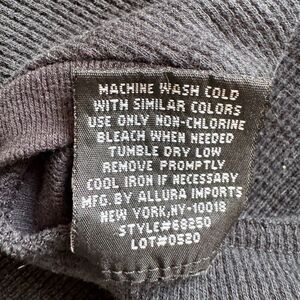 MACHINE WASH COLD
WITH SIMILAR COLORS
USE ONLY NON-CHLORINE
BLEACH WHEN NEEDED
TUMBLE DRY LOW
REMOVE PROMPTLY
COOL IRON IF NECESSARY
MFG.BY ALLURA IMPORTS
NEW YORK,NY-10018
STYLE#68250
LOT#0520